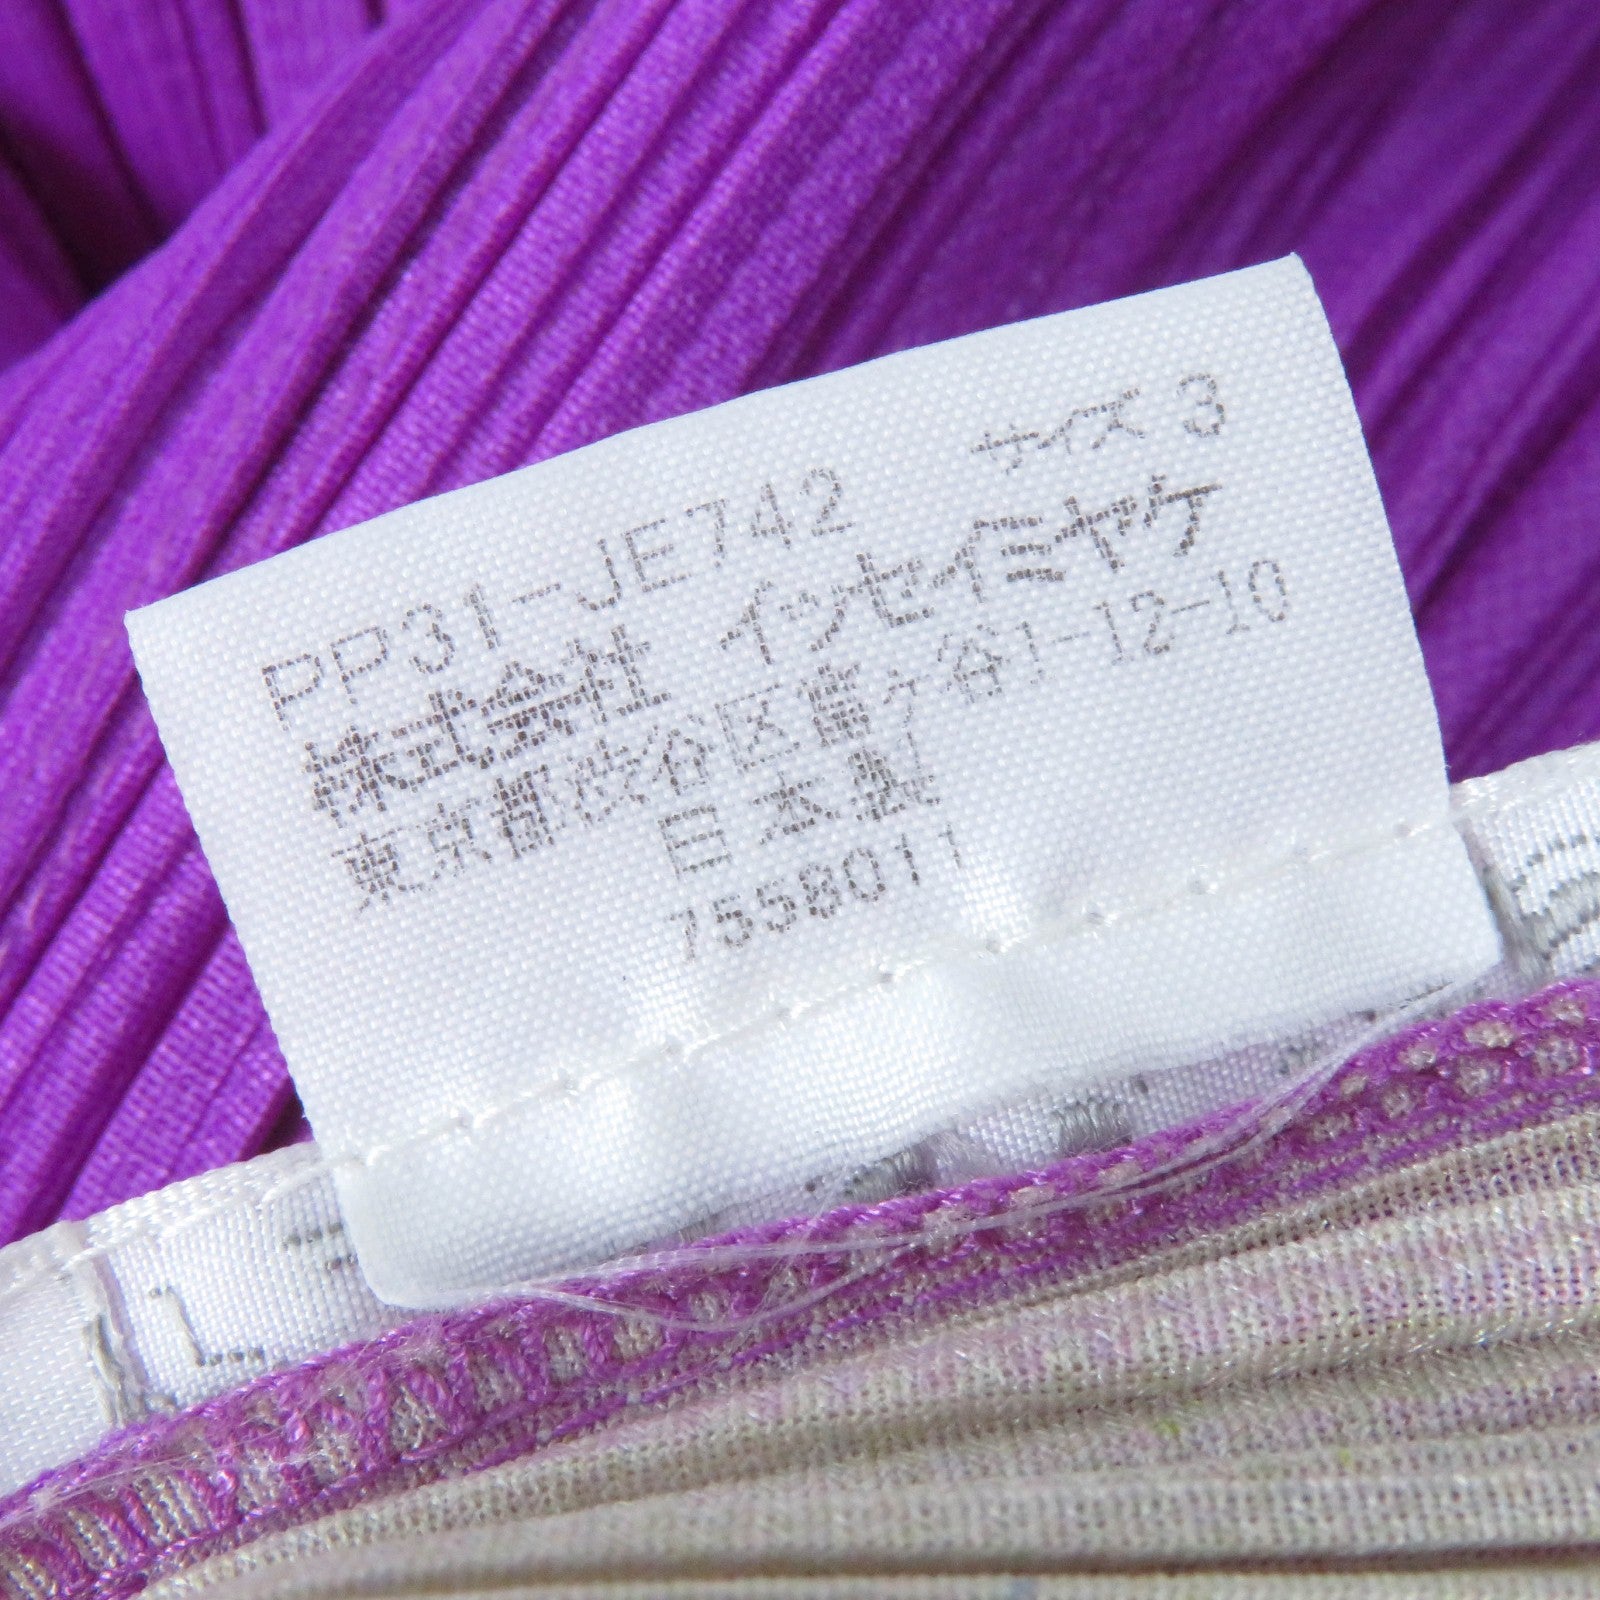 サイズ 3
PP31-JE742
株式会社 イッセイミヤケ
東京都渋谷区富ヶ谷1-12-10
日本製
7558011